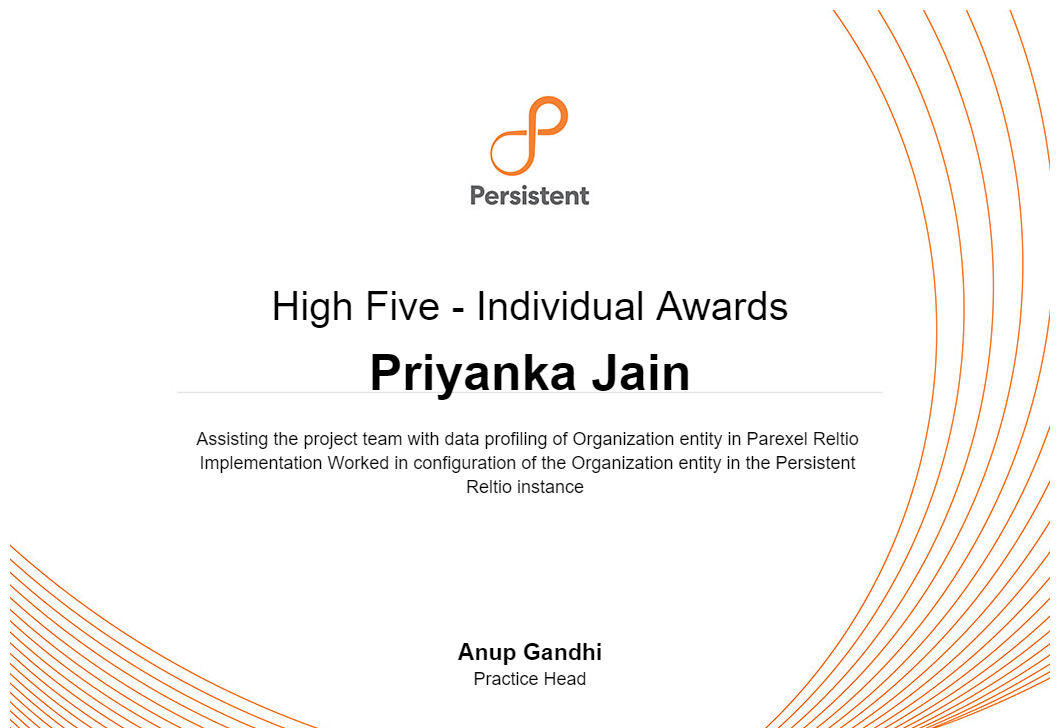 Persistent
High Five - Individual Awards
Priyanka Jain
Assisting the project team with data profiling of Organization entity in Parexel Reltio
Implementation Worked in configuration of the Organization entity in the Persistent
Reltio instance
Anup Gandhi
Practice Head